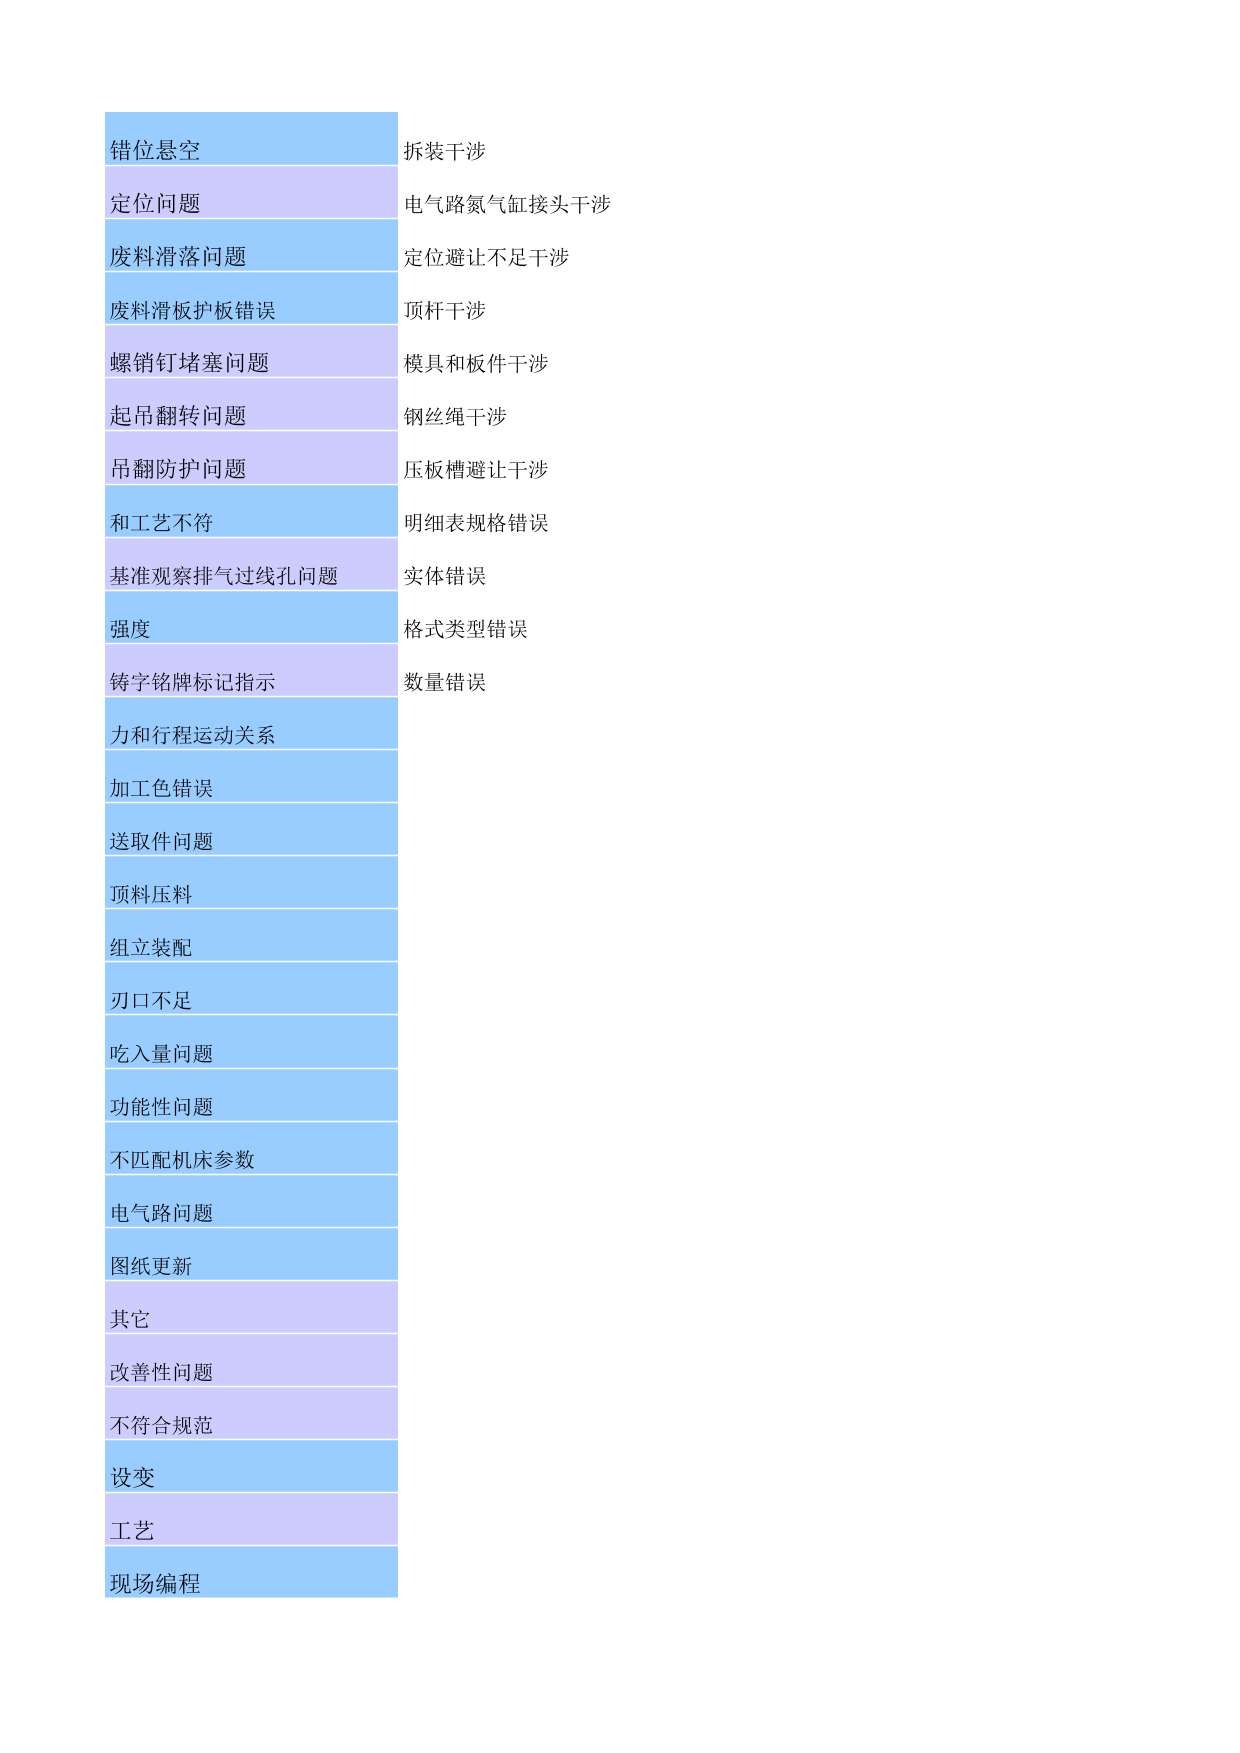 错位悬空 拆装干涉
定位问题 电气路氮气缸接头干涉
废料滑落问题 定位避让不足干涉
废料滑板护板错误 顶杆干涉
螺销钉堵塞问题 模具和板件干涉
起吊翻转问题 钢丝绳干涉
吊翻防护问题 压板槽避让干涉
和工艺不符 明细表规格错误
基准观察排气过线孔问题 实体错误
强度 格式类型错误
铸字铭牌标记指示 数量错误
力和行程运动关系
加工色错误
送取件问题
顶料压料
组立装配
刃口不足
吃入量问题
功能性问题
不匹配机床参数
电气路问题
图纸更新
其它
改善性问题
不符合规范
设变
工艺
现场编程